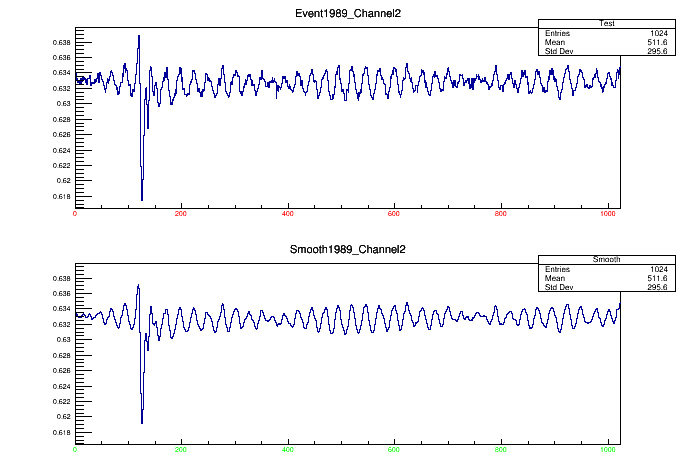 Event1989_Channel2
Test
Entries 1024
Mean 511.6
Std Dev 295.6
0.638
0.636
0.634
0.632
0.63
0.628
0.626
0.624
0.622
0.62
0.618
0 200 400 600 800 1000
Smooth1989_Channel2
Smooth
Entries 1024
Mean 511.6
Std Dev 295.6
0.638
0.636
0.634
0.632
0.63
0.628
0.626
0.624
0.622
0.62
0.618
0 200 400 600 800 1000